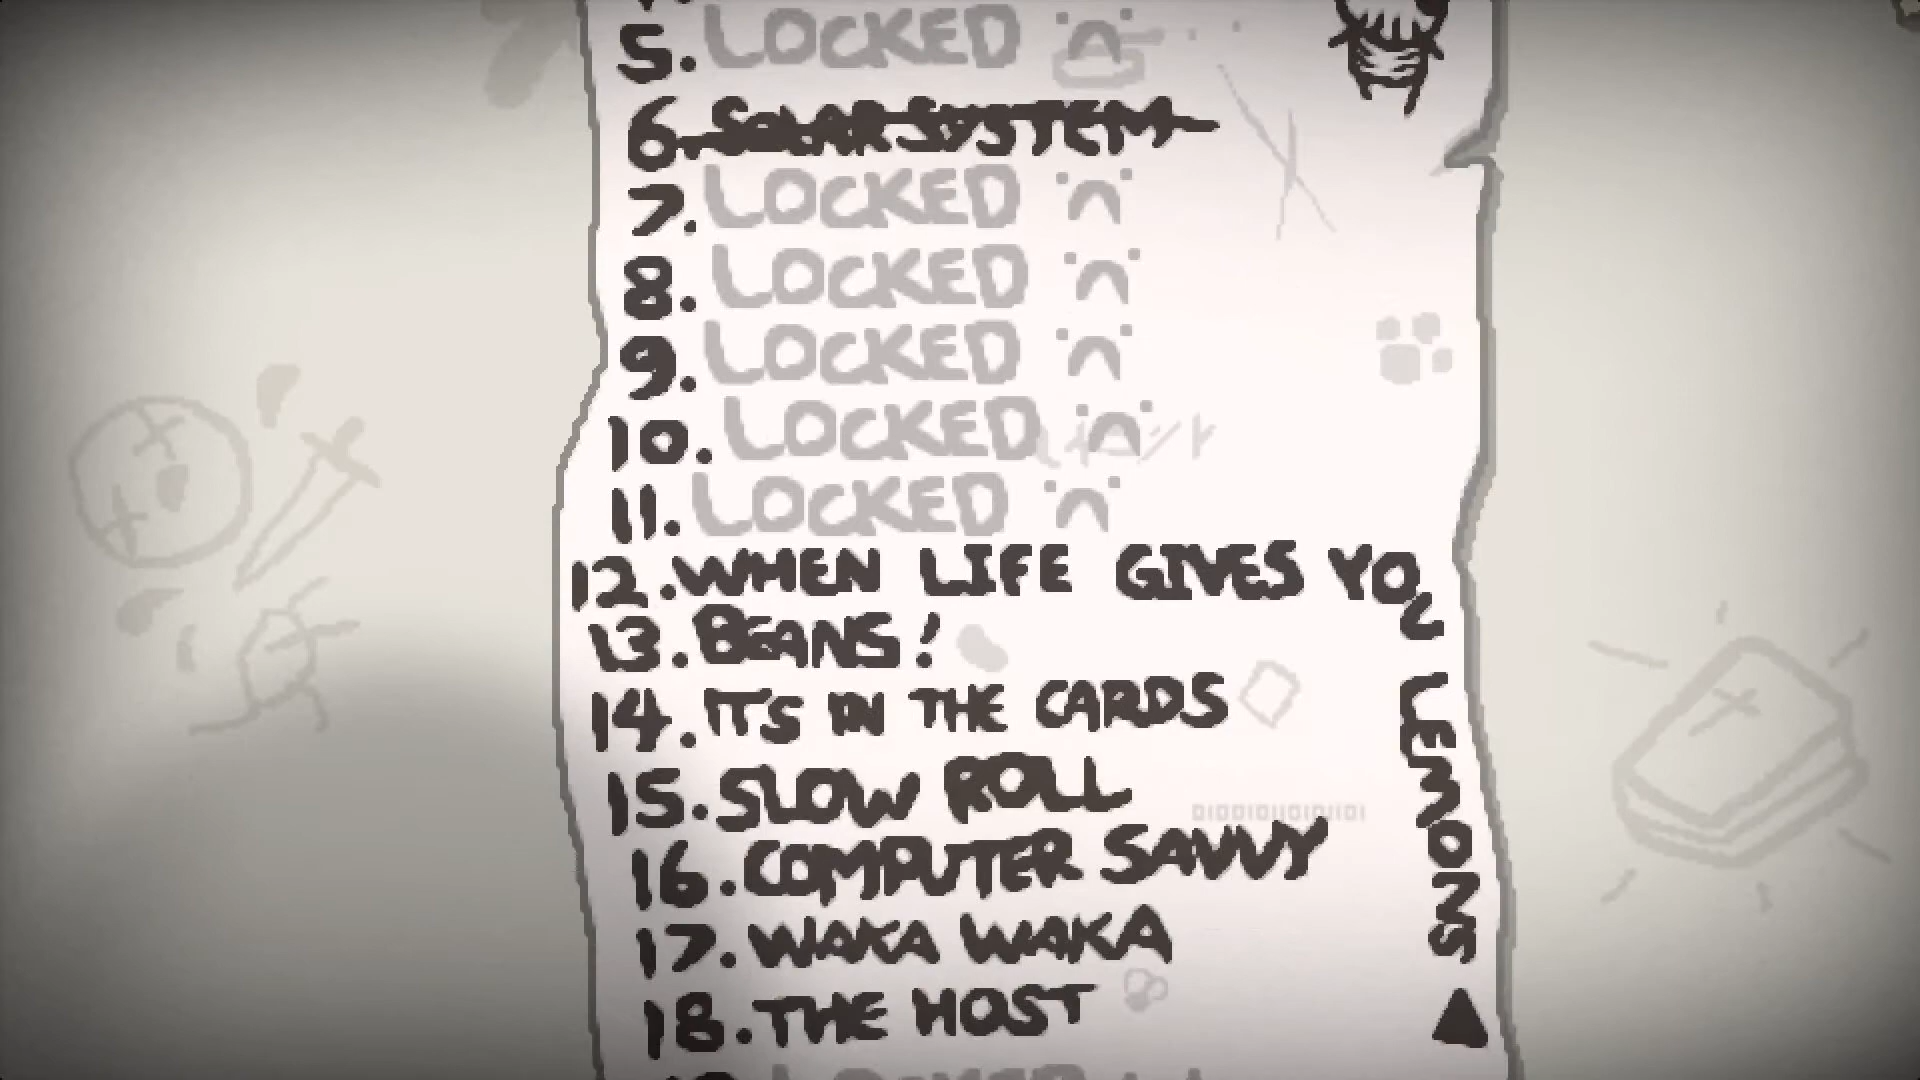 5. LOCKED
6. SOLAR SYSTEM
7. LOCKED
8. LOCKED
9. LOCKED
10. LOCKED
11. LOCKED
12. WHEN LIFE GIVES YOU LEMONS
13. BEANS!
14. IT'S IN THE CARDS
15. SLOW ROLL
16. COMPUTER SAVVY
17. WAKA WAKA
18. THE HOST
LOCKED